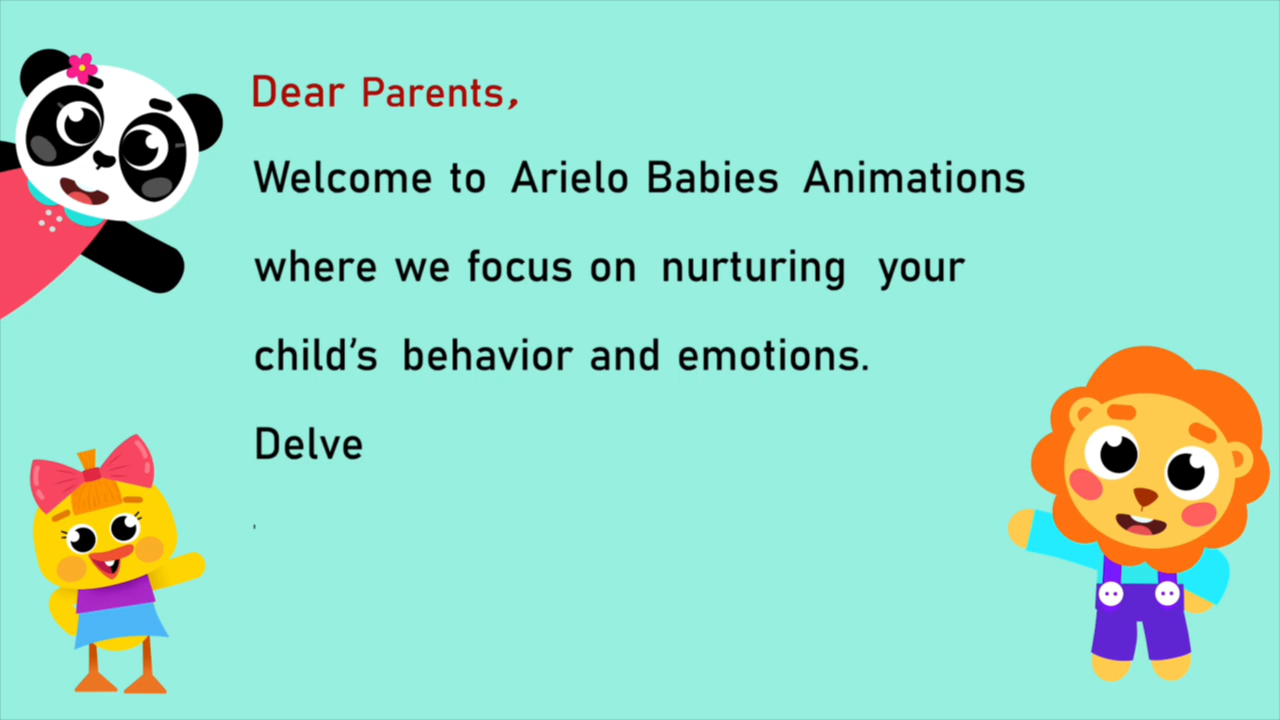 Dear Parents,
Welcome to Arielo Babies Animations
where we focus on nurturing your
child’s behavior and emotions.
Delve